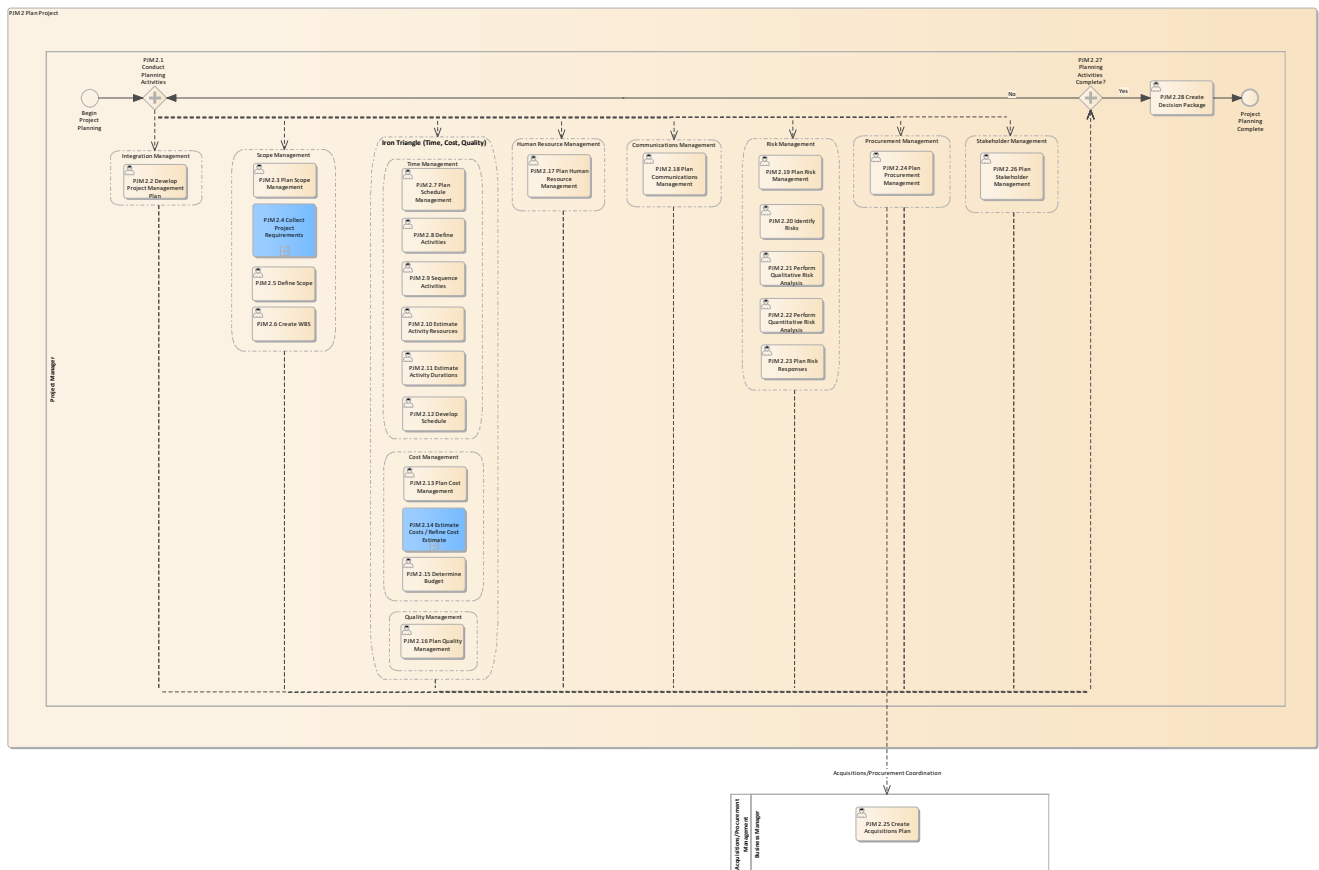 PJM 2 Plan Project
PJM 2.1
Conduct
Planning
Activities
PJM 2.27
Planning
Activities
Complete?
No
Yes
PJM 2.28 Create
Decision Package
Begin
Project
Planning
Project
Planning
Complete
Project Manager
Integration Management
PJM 2.2 Develop
Project Management
Plan
Scope Management
PJM 2.3 Plan Scope
Management
PJM 2.4 Collect
Project
Requirements
PJM 2.5 Define Scope
PJM 2.6 Create WBS
Iron Triangle (Time, Cost, Quality)
Time Management
PJM 2.7 Plan
Schedule
Management
PJM 2.8 Define
Activities
PJM 2.9 Sequence
Activities
PJM 2.10 Estimate
Activity Resources
PJM 2.11 Estimate
Activity Durations
PJM 2.12 Develop
Schedule
Cost Management
PJM 2.13 Plan Cost
Management
PJM 2.14 Estimate
Costs / Refine Cost
Estimate
PJM 2.15 Determine
Budget
Quality Management
PJM 2.16 Plan Quality
Management
Human Resource Management
PJM 2.17 Plan Human
Resource
Management
Communications Management
PJM 2.18 Plan
Communications
Management
Risk Management
PJM 2.19 Plan Risk
Management
PJM 2.20 Identify
Risks
PJM 2.21 Perform
Qualitative Risk
Analysis
PJM 2.22 Perform
Quantitative Risk
Analysis
PJM 2.23 Plan Risk
Responses
Procurement Management
PJM 2.24 Plan
Procurement
Management
Stakeholder Management
PJM 2.26 Plan
Stakeholder
Management
Acquisitions/Procurement Coordination
Acquisitions/Procurement
Management
Business Manager
PJM 2.25 Create
Acquisitions Plan